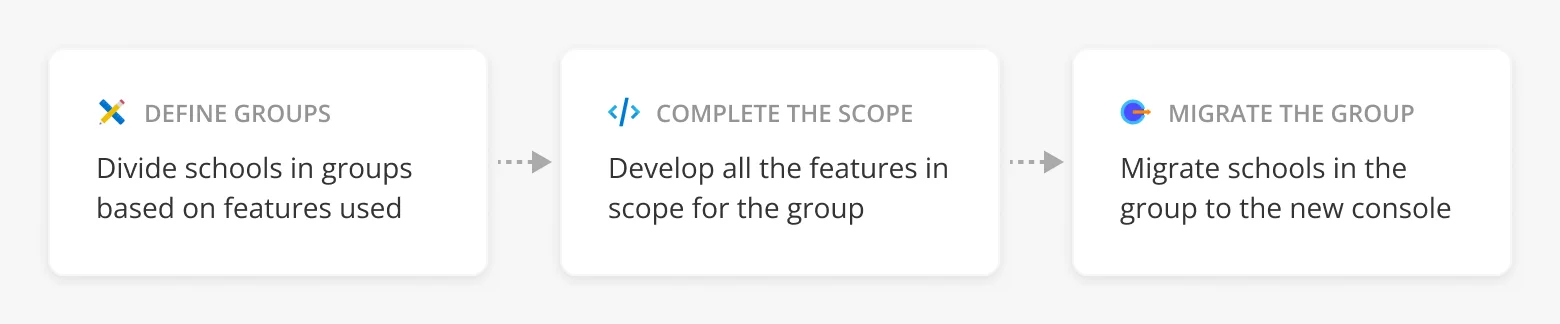 DEFINE GROUPS
Divide schools in groups
based on features used
COMPLETE THE SCOPE
Develop all the features in
scope for the group
MIGRATE THE GROUP
Migrate schools in the
group to the new console